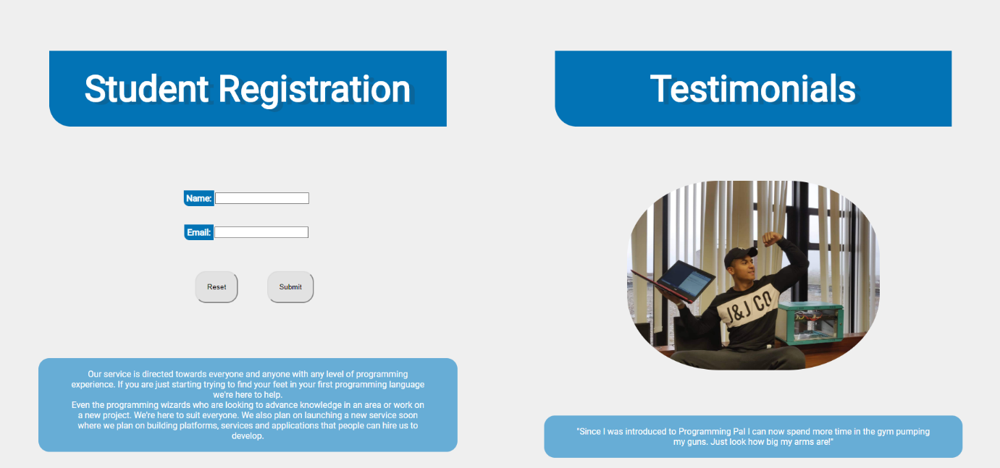 Student Registration
Name:
Email:
Reset
Submit
Our service is directed towards everyone and anyone with any level of programming
experience. If you are just starting trying to find your feet in your first programming language
we're here to help.
Even the programming wizards who are looking to advance knowledge in an area or work on
a new project. We're here to suit everyone. We also plan on launching a new service soon
where we plan on building platforms, services and applications that people can hire us to
develop.
Testimonials
J&J CO
"Since I was introduced to Programming Pal I can now spend more time in the gym pumping
my guns. Just look how big my arms are!"